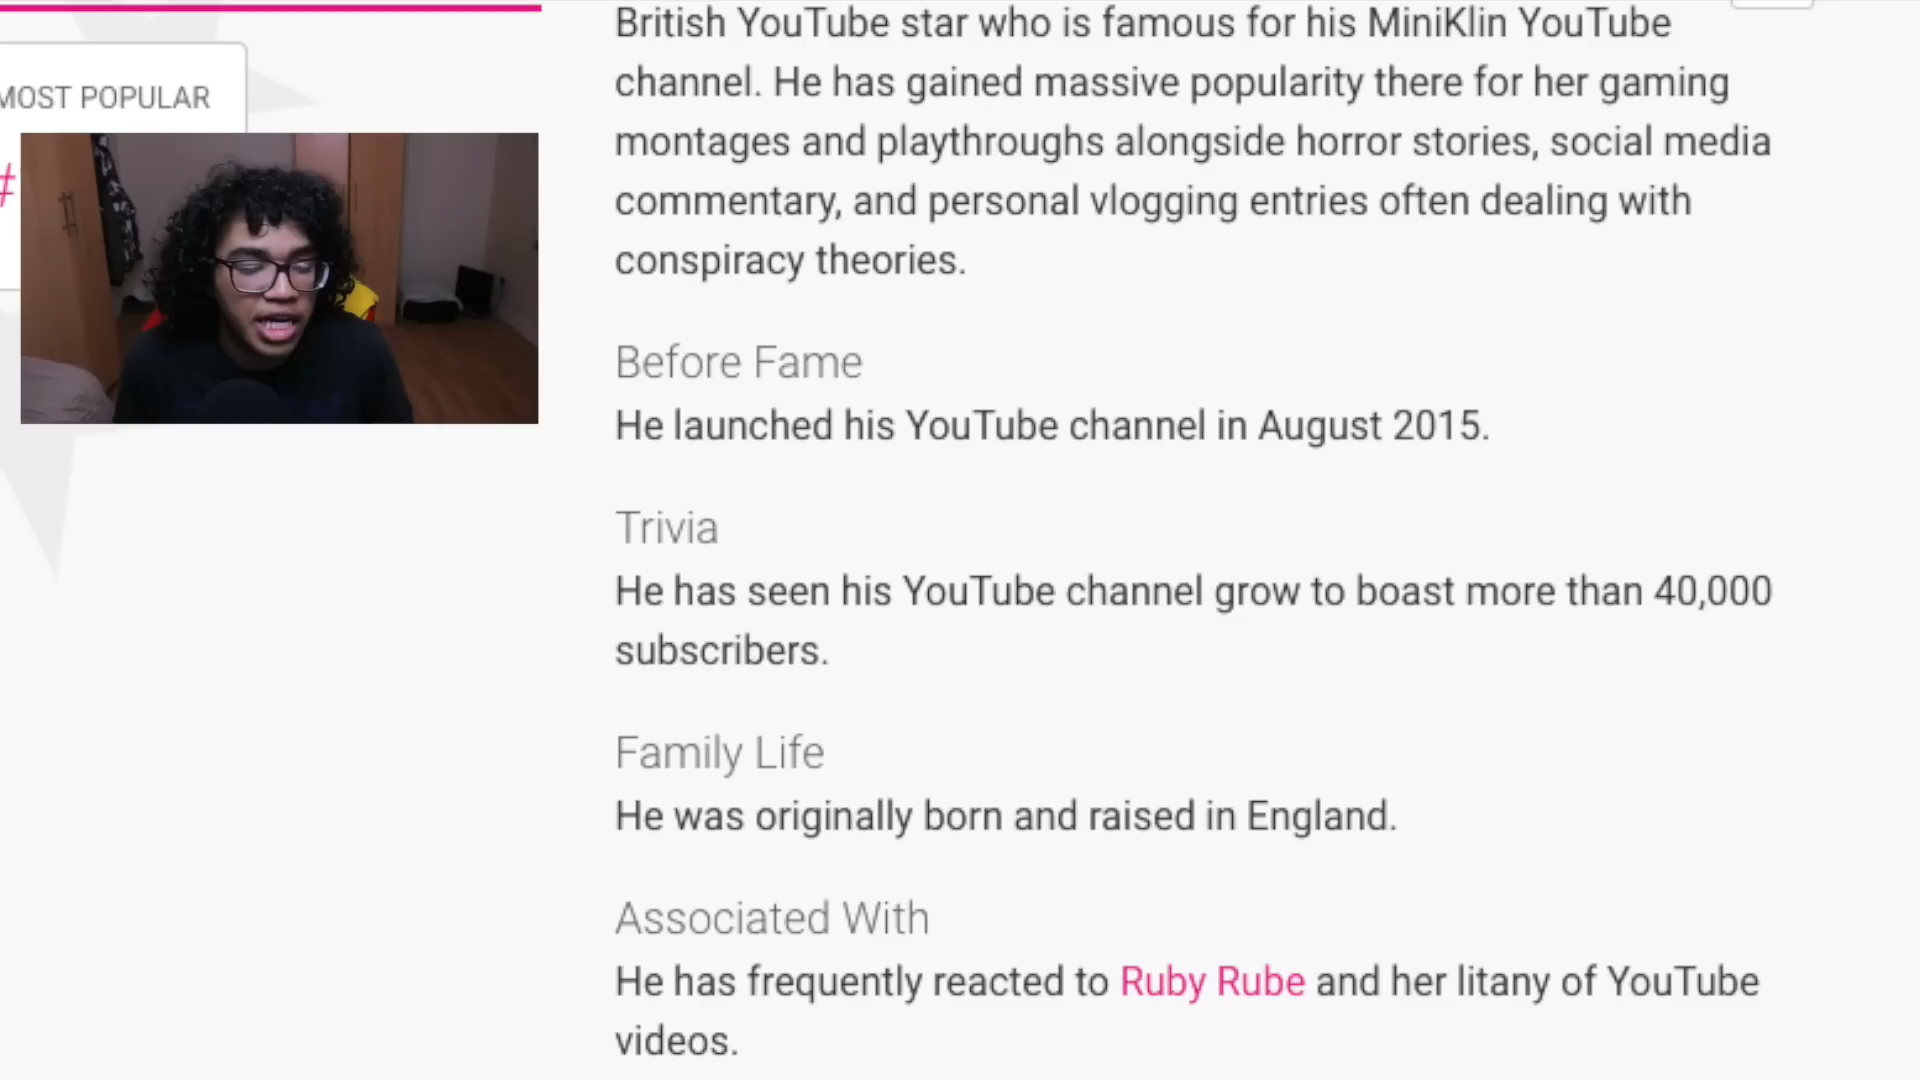 British YouTube star who is famous for his MiniKlin YouTube
channel. He has gained massive popularity there for her gaming
montages and playthroughs alongside horror stories, social media
commentary, and personal vlogging entries often dealing with
conspiracy theories.
MOST POPULAR
#
Before Fame
He launched his YouTube channel in August 2015.
Trivia
He has seen his YouTube channel grow to boast more than 40,000
subscribers.
Family Life
He was originally born and raised in England.
Associated With
He has frequently reacted to Ruby Rube and her litany of YouTube
videos.